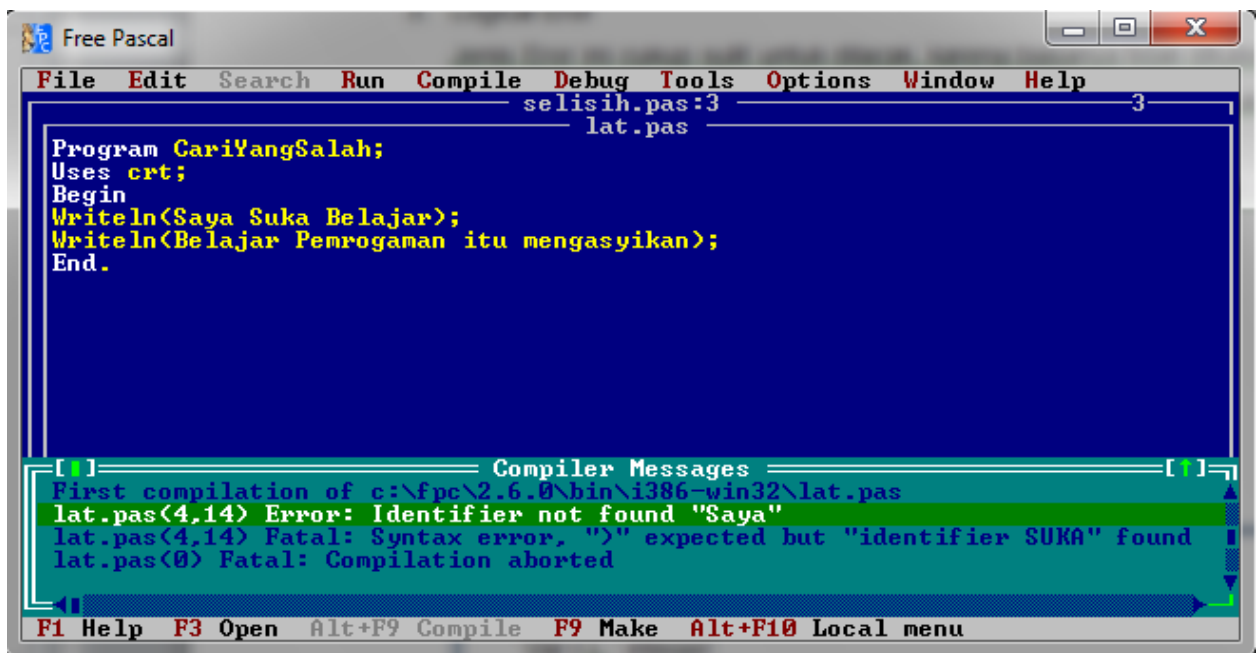 Free Pascal
File Edit Search Run Compile Debug Tools Options Window Help
selisih.pas:3 3
lat.pas
Program CariYangSalah;
Uses crt;
Begin
Writeln(Saya Suka Belajar);
Writeln(Belajar Pemrogaman itu mengasyikan);
End.
[ ] Compiler Messages [↑]
First compilation of c:\fpc\2.6.0\bin\i386-win32\lat.pas
lat.pas(4,14) Error: Identifier not found "Saya"
lat.pas(4,14) Fatal: Syntax error, ")" expected but "identifier SUKA" found
lat.pas(0) Fatal: Compilation aborted
F1 Help F3 Open Alt+F9 Compile F9 Make Alt+F10 Local menu